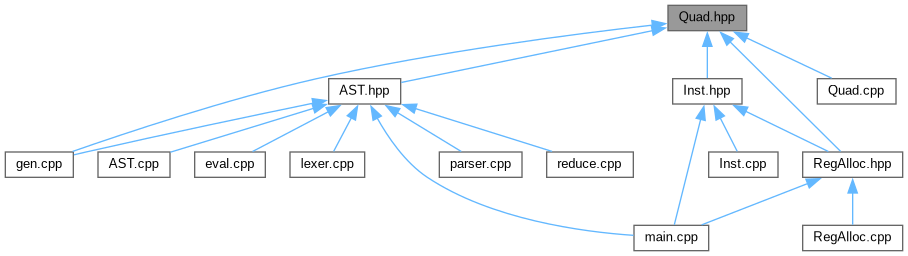 Quad.hpp
AST.hpp
Inst.hpp
Quad.cpp
gen.cpp
AST.cpp
eval.cpp
lexer.cpp
parser.cpp
reduce.cpp
Inst.cpp
RegAlloc.hpp
main.cpp
RegAlloc.cpp